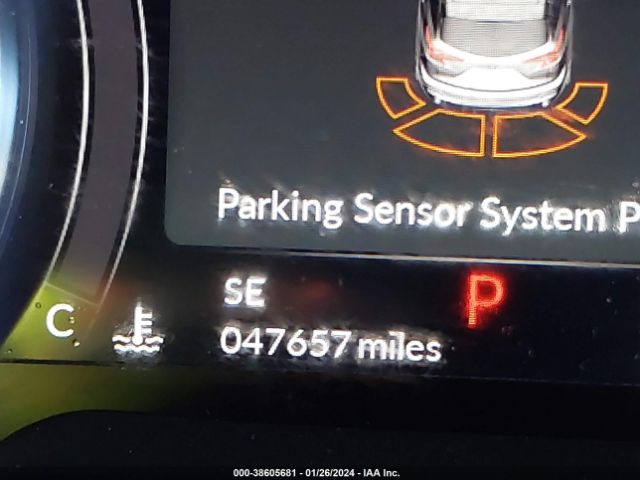 Parking Sensor System P
SE
P
C
047657 miles
000-38605681 - 01/26/2024 - IAA Inc.